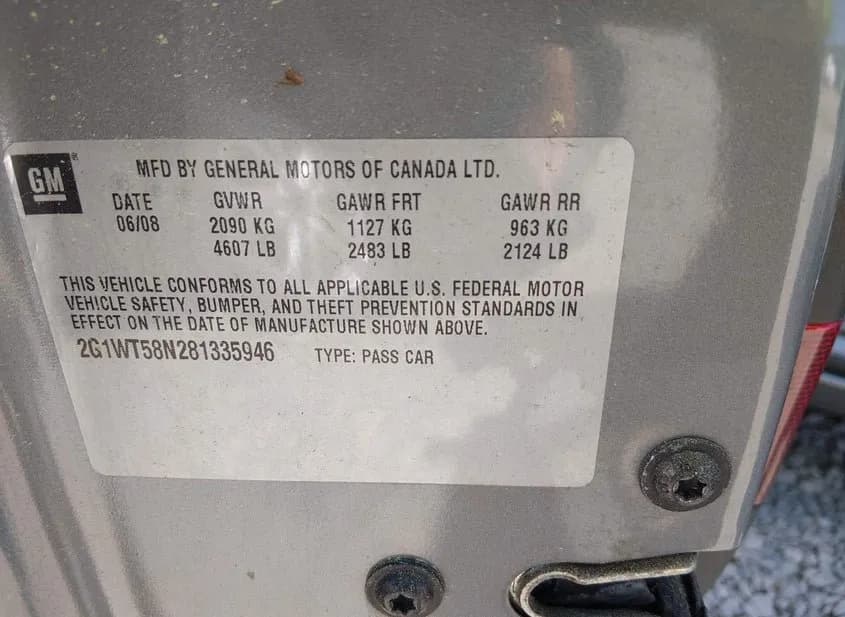 GM
MFD BY GENERAL MOTORS OF CANADA LTD.
DATE GVWR GAWR FRT GAWR RR
06/08 2090 KG 1127 KG 963 KG
4607 LB 2483 LB 2124 LB
THIS VEHICLE CONFORMS TO ALL APPLICABLE U.S. FEDERAL MOTOR
VEHICLE SAFETY, BUMPER, AND THEFT PREVENTION STANDARDS IN
EFFECT ON THE DATE OF MANUFACTURE SHOWN ABOVE.
2G1WT58N281335946 TYPE: PASS CAR